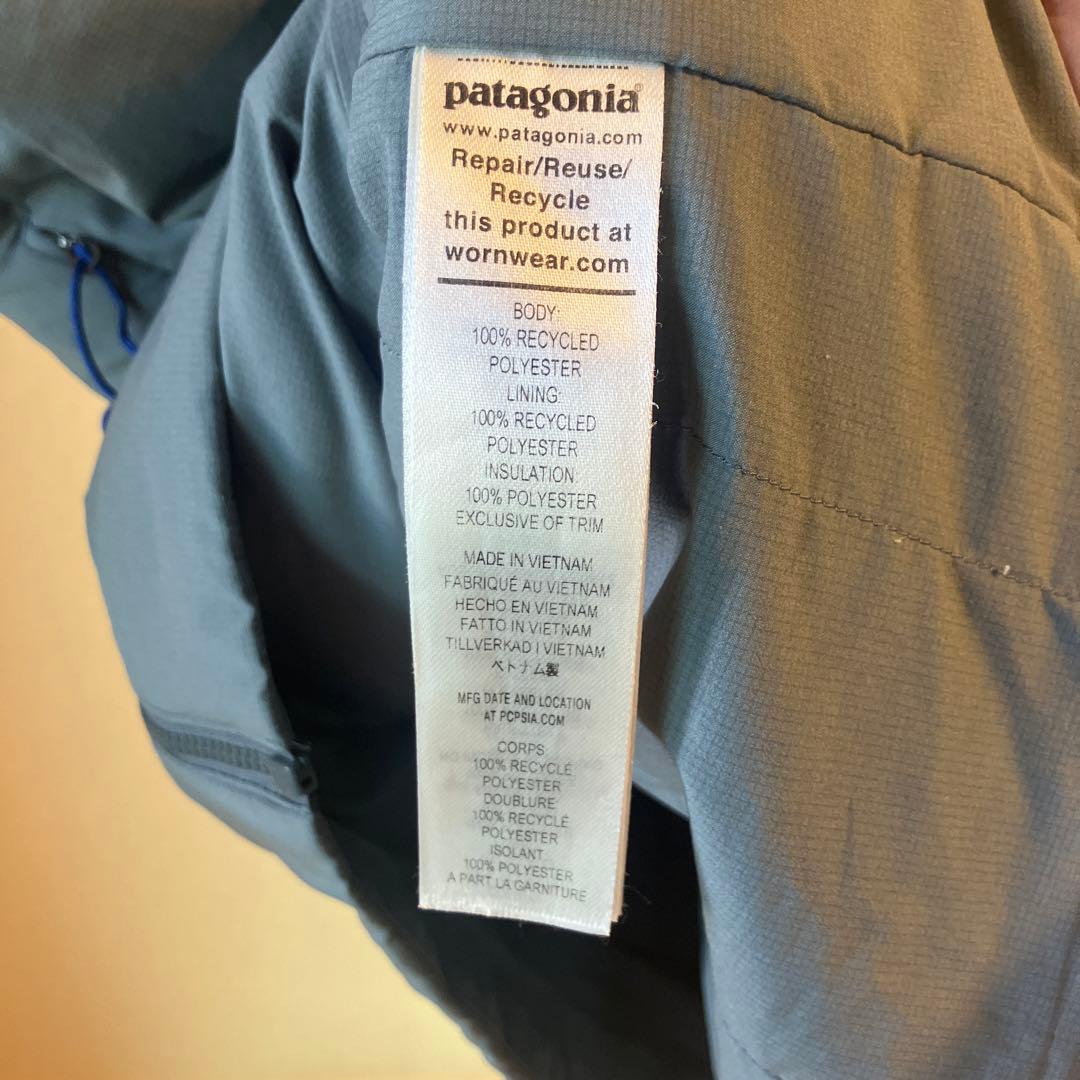 patagonia®
www.patagonia.com
Repair/Reuse/
Recycle
this product at
wornwear.com
BODY:
100% RECYCLED
POLYESTER
LINING:
100% RECYCLED
POLYESTER
INSULATION:
100% POLYESTER
EXCLUSIVE OF TRIM
MADE IN VIETNAM
FABRIQUÉ AU VIETNAM
HECHO EN VIETNAM
FATTO IN VIETNAM
TILLVERKAD I VIETNAM
ベトナム製
MFG DATE AND LOCATION
AT PCPSIA.COM
CORPS:
100% RECYCLÉ
POLYESTER
DOUBLURE:
100% RECYCLÉ
POLYESTER
ISOLANT:
100% POLYESTER
A PART LA GARNITURE